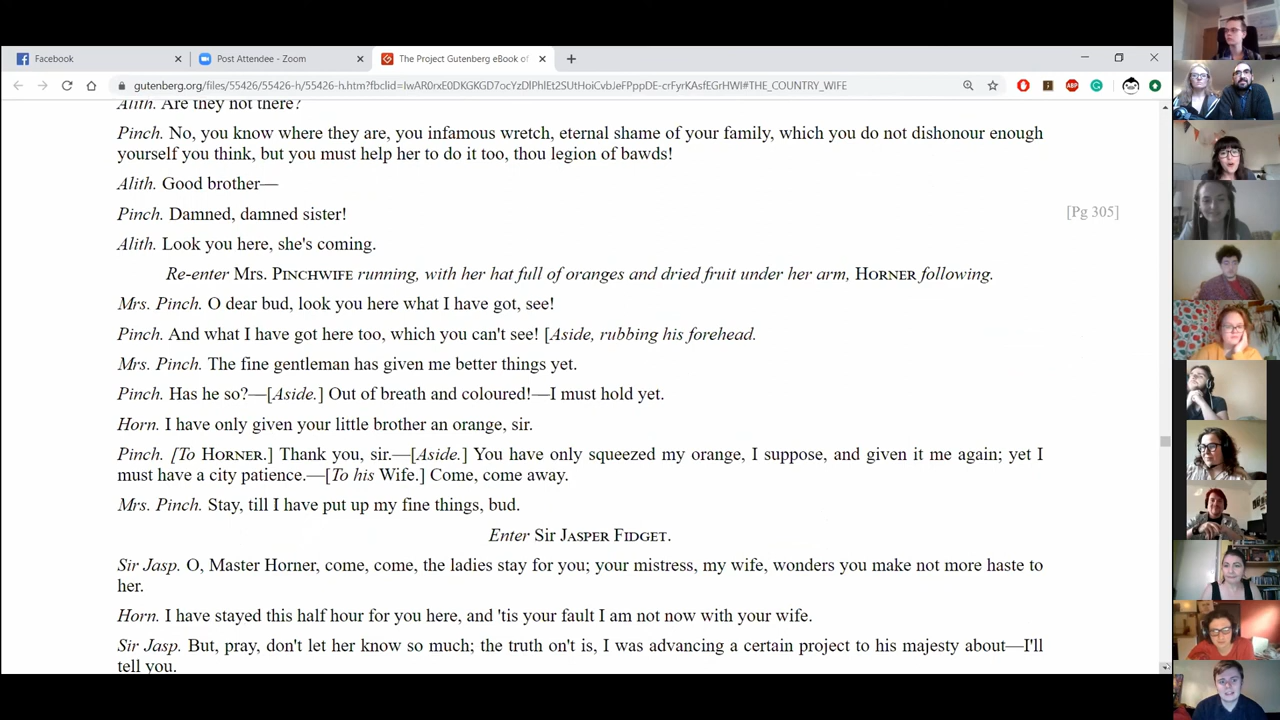 Facebook
Post Attendee - Zoom
The Project Gutenberg eBook of
gutenberg.org/files/55426-h/55426-h.htm?fbclid=IwAR0rxE0DKGKGD7ocYzDlPhlEt2SUtHoiCvbJeFPppDE-crFyrKAsfEGrHWI#THE_COUNTRY_WIFE
Alith. Are they not there?
Pinch. No, you know where they are, you infamous wretch, eternal shame of your family, which you do not dishonour enough
yourself you think, but you must help her to do it too, thou legion of bawds!
Alith. Good brother—
Pinch. Damned, damned sister!
[Pg 305]
Alith. Look you here, she's coming.
Re-enter Mrs. Pinchwife running, with her hat full of oranges and dried fruit under her arm, Horner following.
Mrs. Pinch. O dear bud, look you here what I have got, see!
Pinch. And what I have got here too, which you can't see! [Aside, rubbing his forehead.
Mrs. Pinch. The fine gentleman has given me better things yet.
Pinch. Has he so?—[Aside.] Out of breath and coloured!—I must hold yet.
Horn. I have only given your little brother an orange, sir.
Pinch. [To Horner.] Thank you, sir.—[Aside.] You have only squeezed my orange, I suppose, and given it me again; yet I
must have a city patience.—[To his Wife.] Come, come away.
Mrs. Pinch. Stay, till I have put up my fine things, bud.
Enter Sir Jasper Fidget.
Sir Jasp. O, Master Horner, come, come, the ladies stay for you; your mistress, my wife, wonders you make not more haste to
her.
Horn. I have stayed this half hour for you here, and 'tis your fault I am not now with your wife.
Sir Jasp. But, pray, don't let her know so much; the truth on't is, I was advancing a certain project to his majesty about—I'll
tell you.